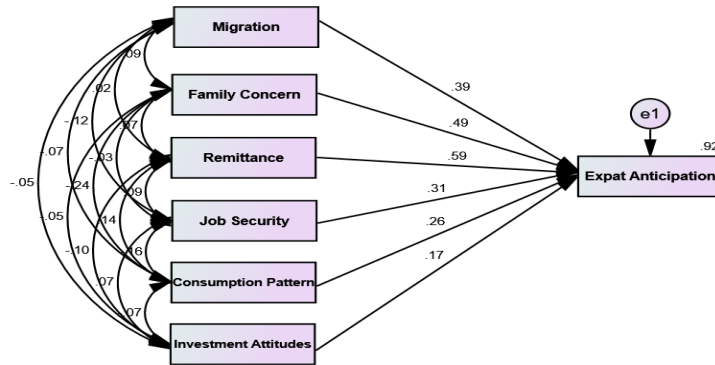 Migration
Family Concern
Remittance
Job Security
Consumption Pattern
Investment Attitudes
.39
.49
.59
.31
.26
.17
e1
.92
Expat Anticipation
.09
.02
-.12
.07
.07
-.03
-.05
-.24
.09
.05
.14
.16
-.10
.07
.07